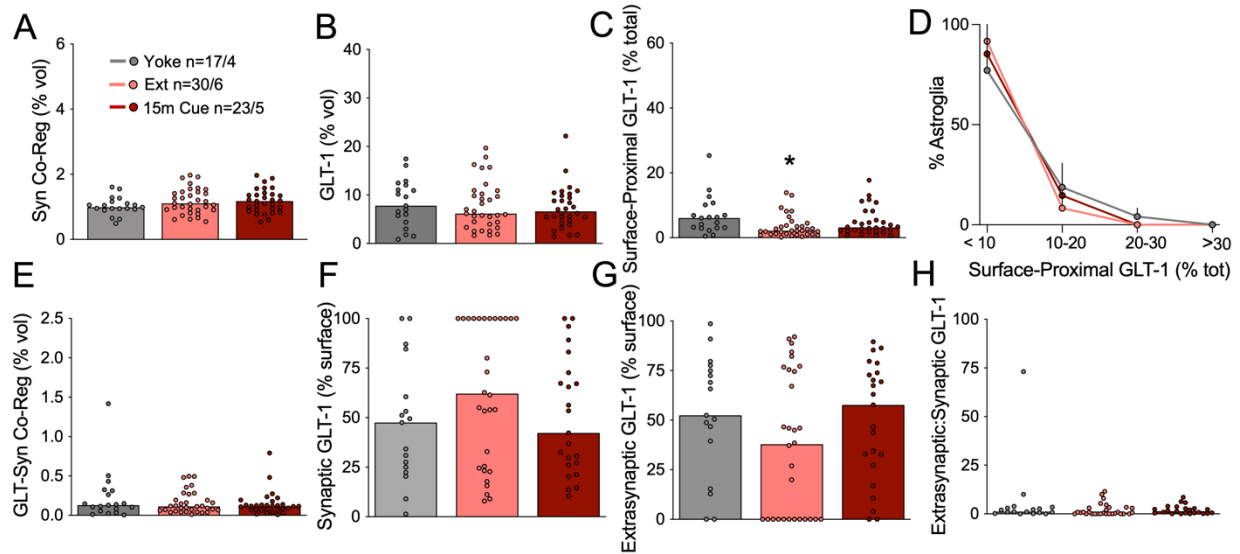 A
Syn Co-Reg (% vol)
6
4
2
0
Yoke n=17/4
Ext n=30/6
15m Cue n=23/5
B
GLT-1 (% vol)
40
30
20
10
0
C
Surface-Proximal GLT-1 (% total)
60
40
20
0
*
D
% Astroglia
100
50
0
< 10
10-20
20-30
>30
Surface-Proximal GLT-1 (% tot)
E
GLT-Syn Co-Reg (% vol)
2.5
2.0
1.5
1.0
0.5
0.0
F
Synaptic GLT-1 (% surface)
100
75
50
25
0
G
Extrasynaptic GLT-1 (% surface)
100
75
50
25
0
H
Extrasynaptic:Synaptic GLT-1
100
75
50
25
0